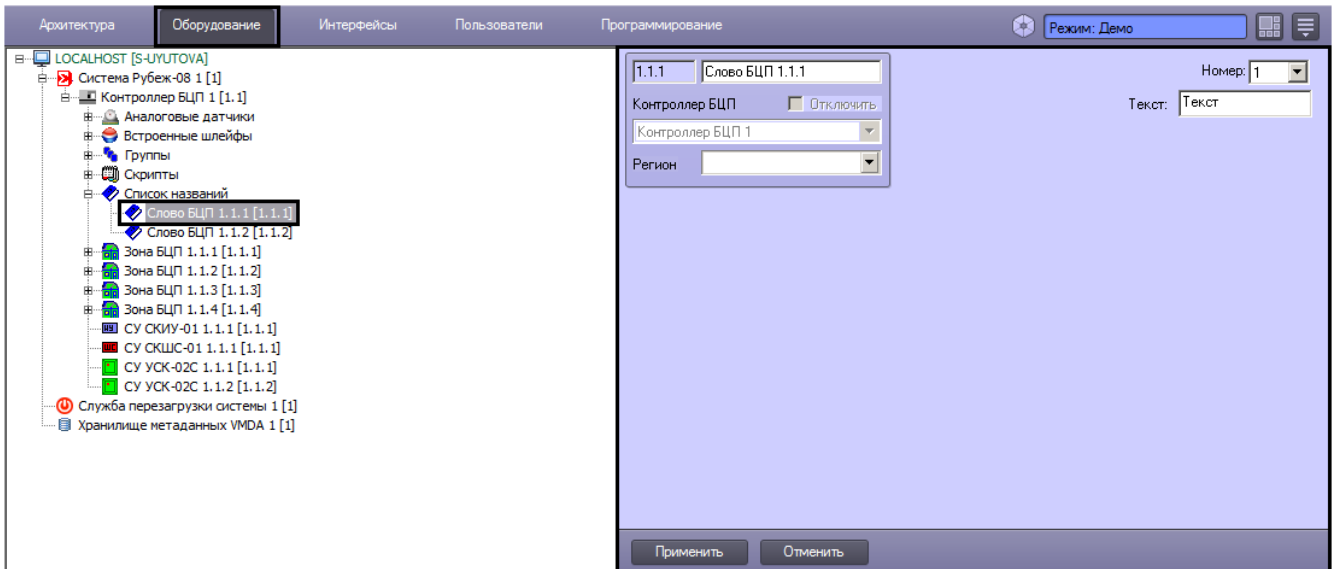 Архитектура Оборудование Интерфейсы Пользователи Программирование Режим: Демо
LOCALHOST [S-UYUTOVA]
Система Рубеж-08 1 [1]
Контроллер БЦП 1 [1.1]
Аналоговые датчики
Встроенные шлейфы
Группы
Скрипты
Список названий
Слово БЦП 1.1.1 [1.1.1]
Слово БЦП 1.1.2 [1.1.2]
Зона БЦП 1.1.1 [1.1.1]
Зона БЦП 1.1.2 [1.1.2]
Зона БЦП 1.1.3 [1.1.3]
Зона БЦП 1.1.4 [1.1.4]
СУ СКИУ-01 1.1.1 [1.1.1]
СУ СКШС-01 1.1.1 [1.1.1]
СУ УСК-02С 1.1.1 [1.1.1]
СУ УСК-02С 1.1.2 [1.1.2]
Служба перезагрузки системы 1 [1]
Хранилище метаданных VMDA 1 [1]
1.1.1 Слово БЦП 1.1.1
Контроллер БЦП Отключить
Контроллер БЦП 1
Регион
Номер: 1
Текст: Текст
Применить Отменить